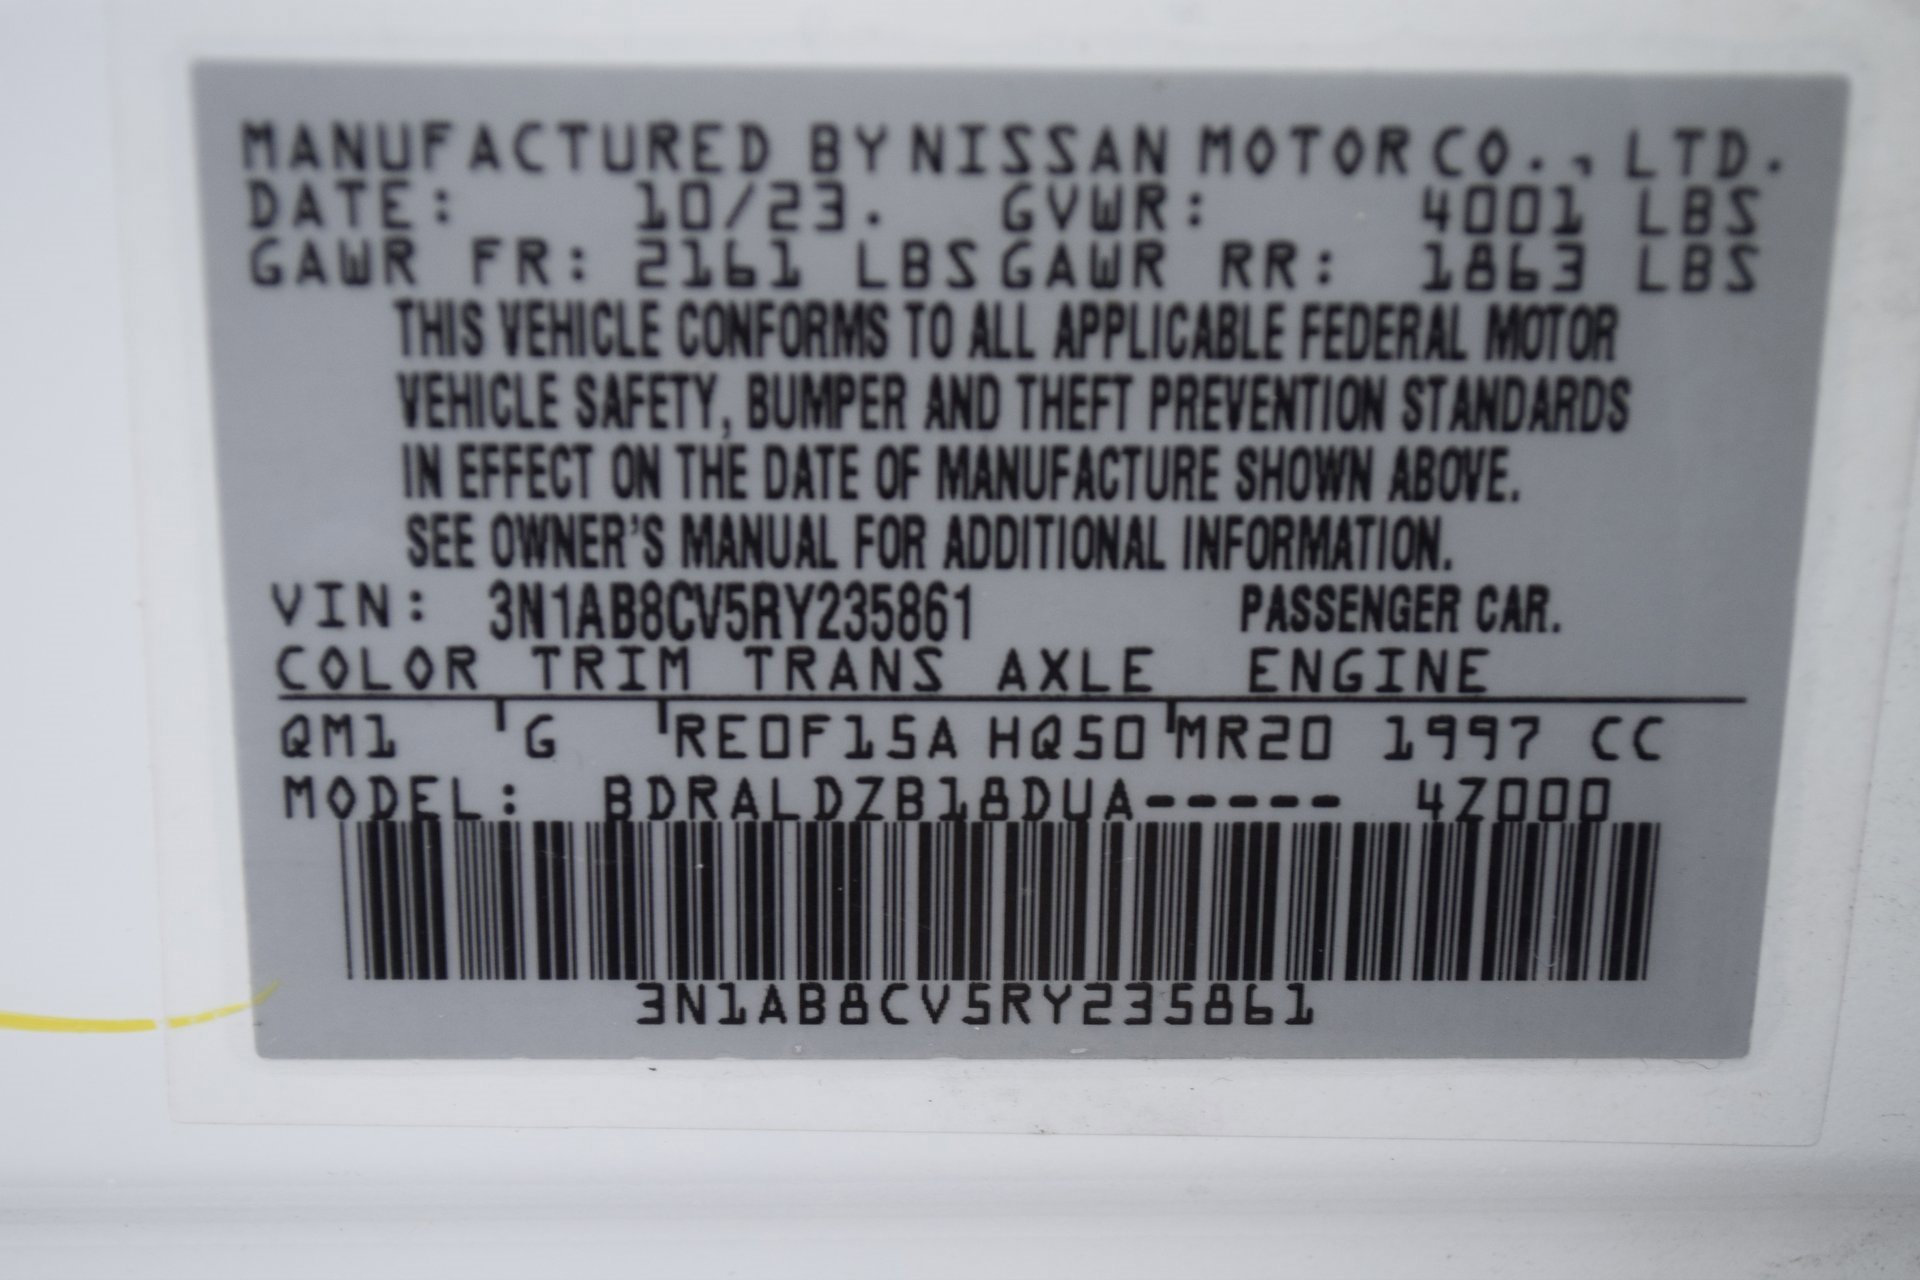 MANUFACTURED BY NISSAN MOTOR CO., LTD.
DATE: 10/23. GVWR: 4001 LBS
GAWR FR: 2161 LBS GAWR RR: 1863 LBS
THIS VEHICLE CONFORMS TO ALL APPLICABLE FEDERAL MOTOR
VEHICLE SAFETY, BUMPER AND THEFT PREVENTION STANDARDS
IN EFFECT ON THE DATE OF MANUFACTURE SHOWN ABOVE.
SEE OWNER'S MANUAL FOR ADDITIONAL INFORMATION.
VIN: 3N1AB8CV5RY235861 PASSENGER CAR.
COLOR TRIM TRANS AXLE ENGINE
QM1 G RE0F15A HQ50 MR20 1997 CC
MODEL: BDRALDZB18DUA----- 4Z000
3N1AB8CV5RY235861